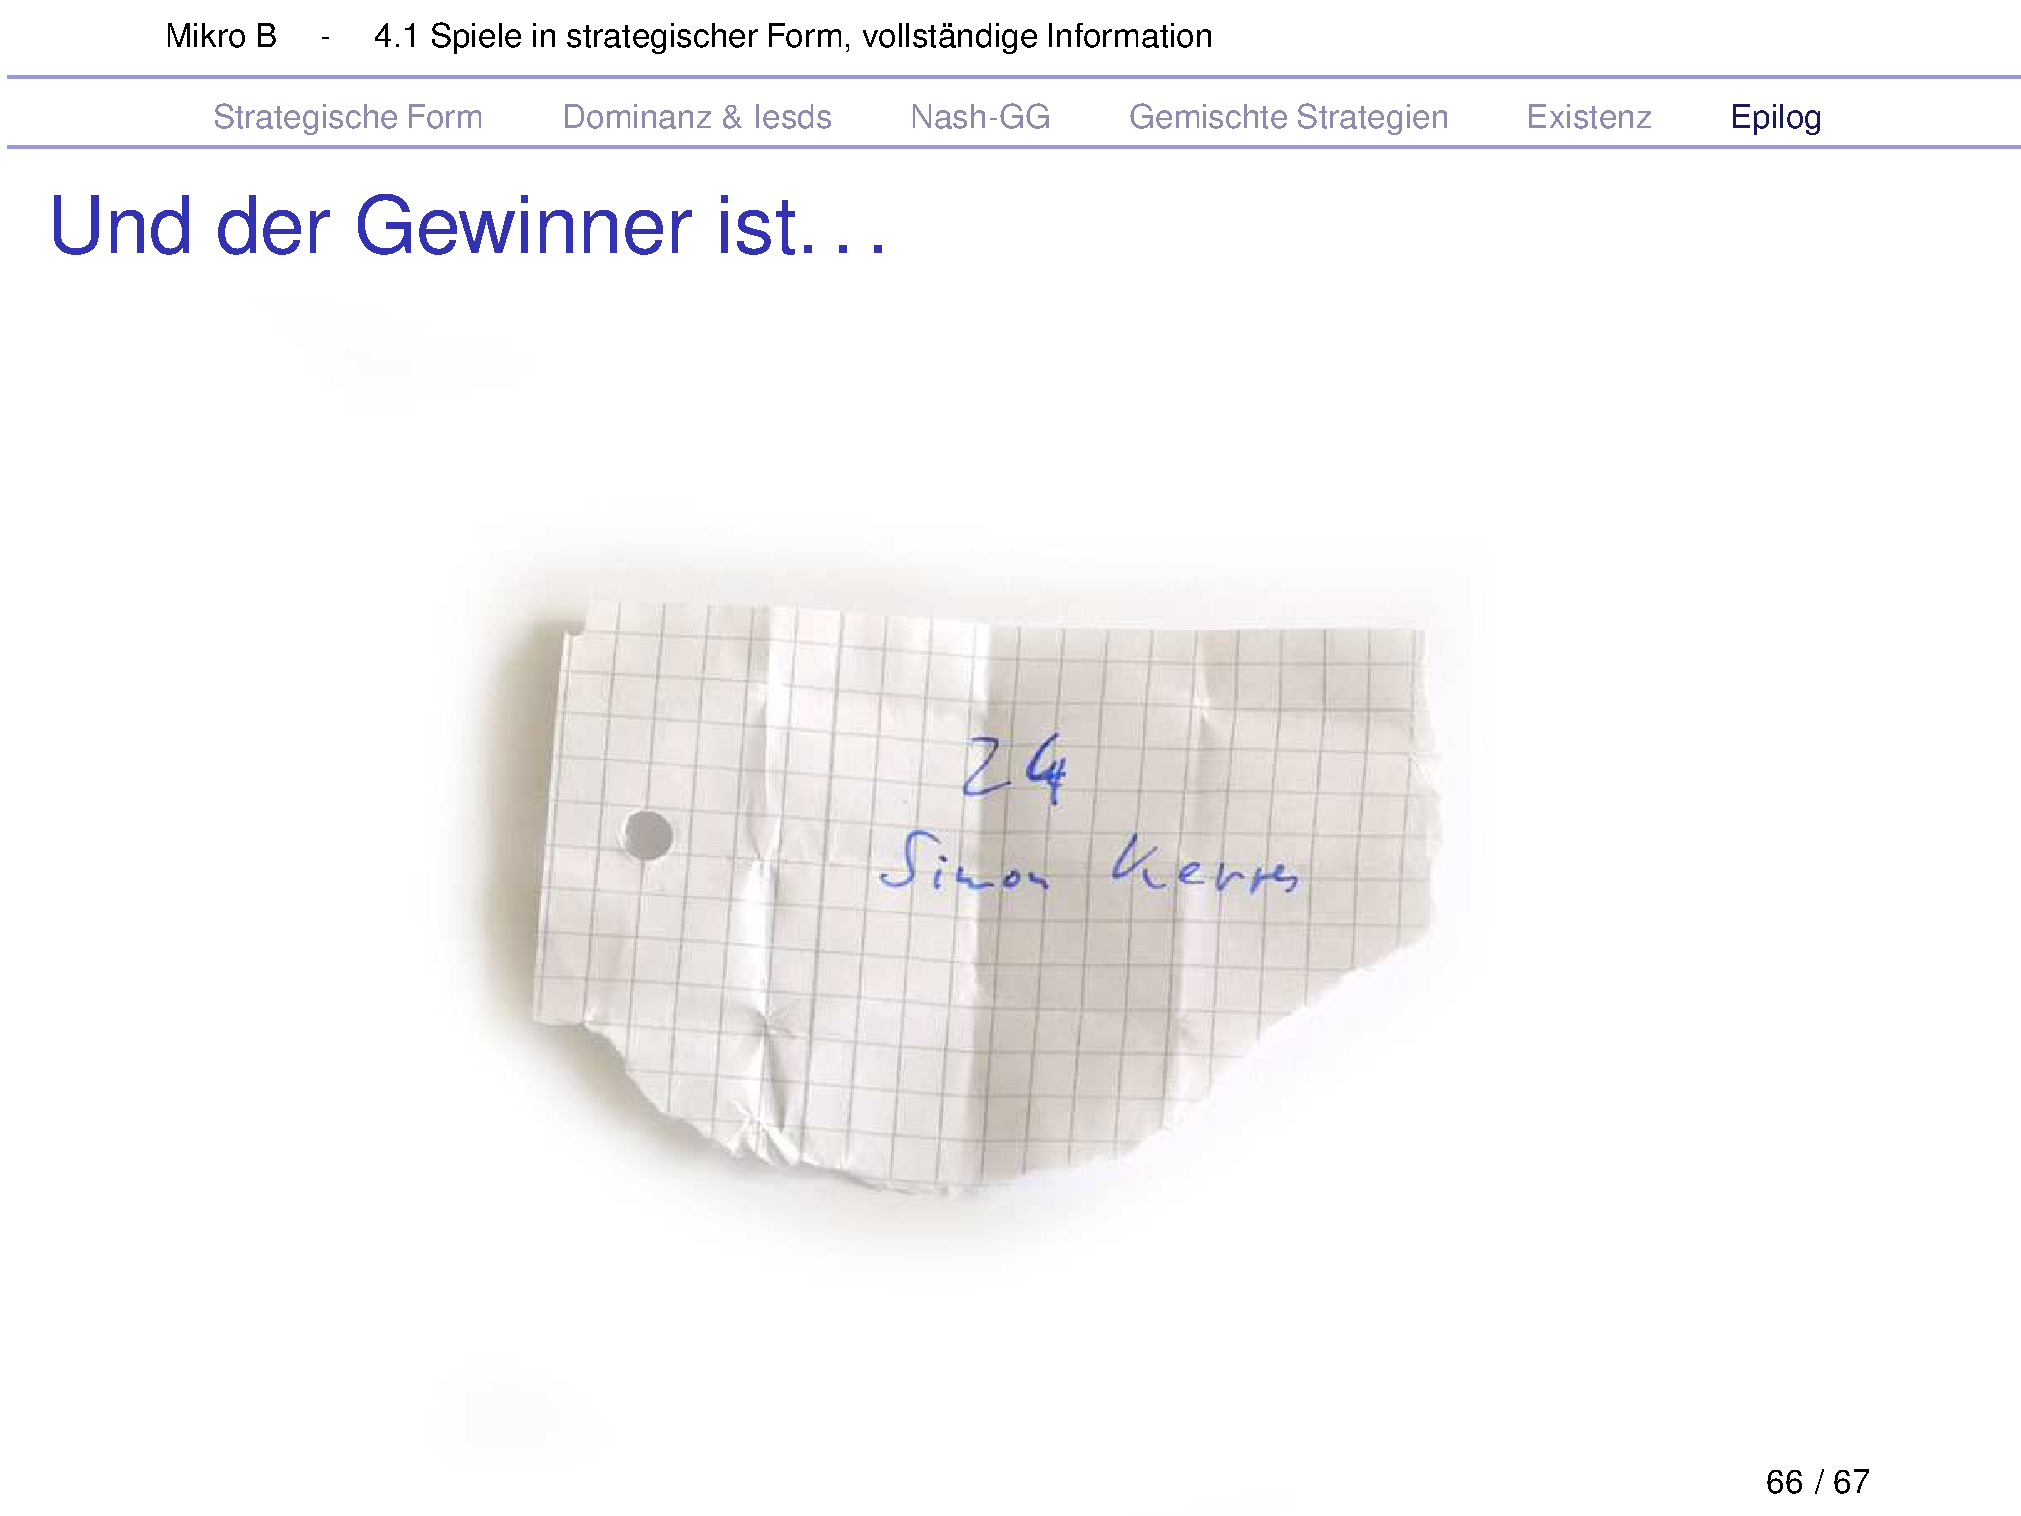 Mikro B - 4.1 Spiele in strategischer Form, vollständige Information
Strategische Form Dominanz & Iesds Nash-GG Gemischte Strategien Existenz Epilog
Und der Gewinner ist. . .
24
Simon Kerres
66 / 67